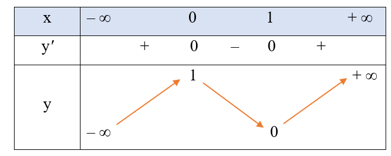 x – ∞ 0 1 + ∞
y′ + 0 – 0 +
1 + ∞
y
– ∞ 0